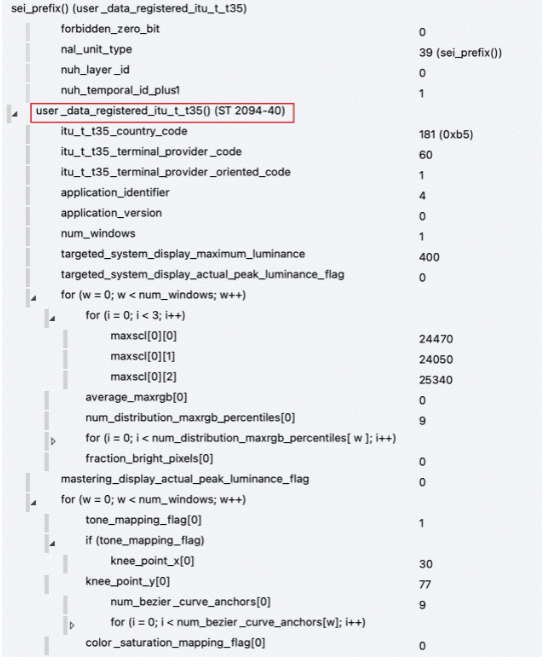 sei_prefix() (user_data_registered_itu_t_t35)
forbidden_zero_bit 0
nal_unit_type 39 (sei_prefix())
nuh_layer_id 0
nuh_temporal_id_plus1 1
user_data_registered_itu_t_t35() (ST 2094-40)
itu_t_t35_country_code 181 (0xb5)
itu_t_t35_terminal_provider_code 60
itu_t_t35_terminal_provider_oriented_code 1
application_identifier 4
application_version 0
num_windows 1
targeted_system_display_maximum_luminance 400
targeted_system_display_actual_peak_luminance_flag 0
for (w = 0; w < num_windows; w++)
for (i = 0; i < 3; i++)
maxscl[0][0] 24470
maxscl[0][1] 24050
maxscl[0][2] 25340
average_maxrgb[0] 0
num_distribution_maxrgb_percentiles[0] 9
for (i = 0; i < num_distribution_maxrgb_percentiles[ w ]; i++)
fraction_bright_pixels[0] 0
mastering_display_actual_peak_luminance_flag 0
for (w = 0; w < num_windows; w++)
tone_mapping_flag[0] 1
if (tone_mapping_flag)
knee_point_x[0] 30
knee_point_y[0] 77
num_bezier_curve_anchors[0] 9
for (i = 0; i < num_bezier_curve_anchors[w]; i++)
color_saturation_mapping_flag[0] 0